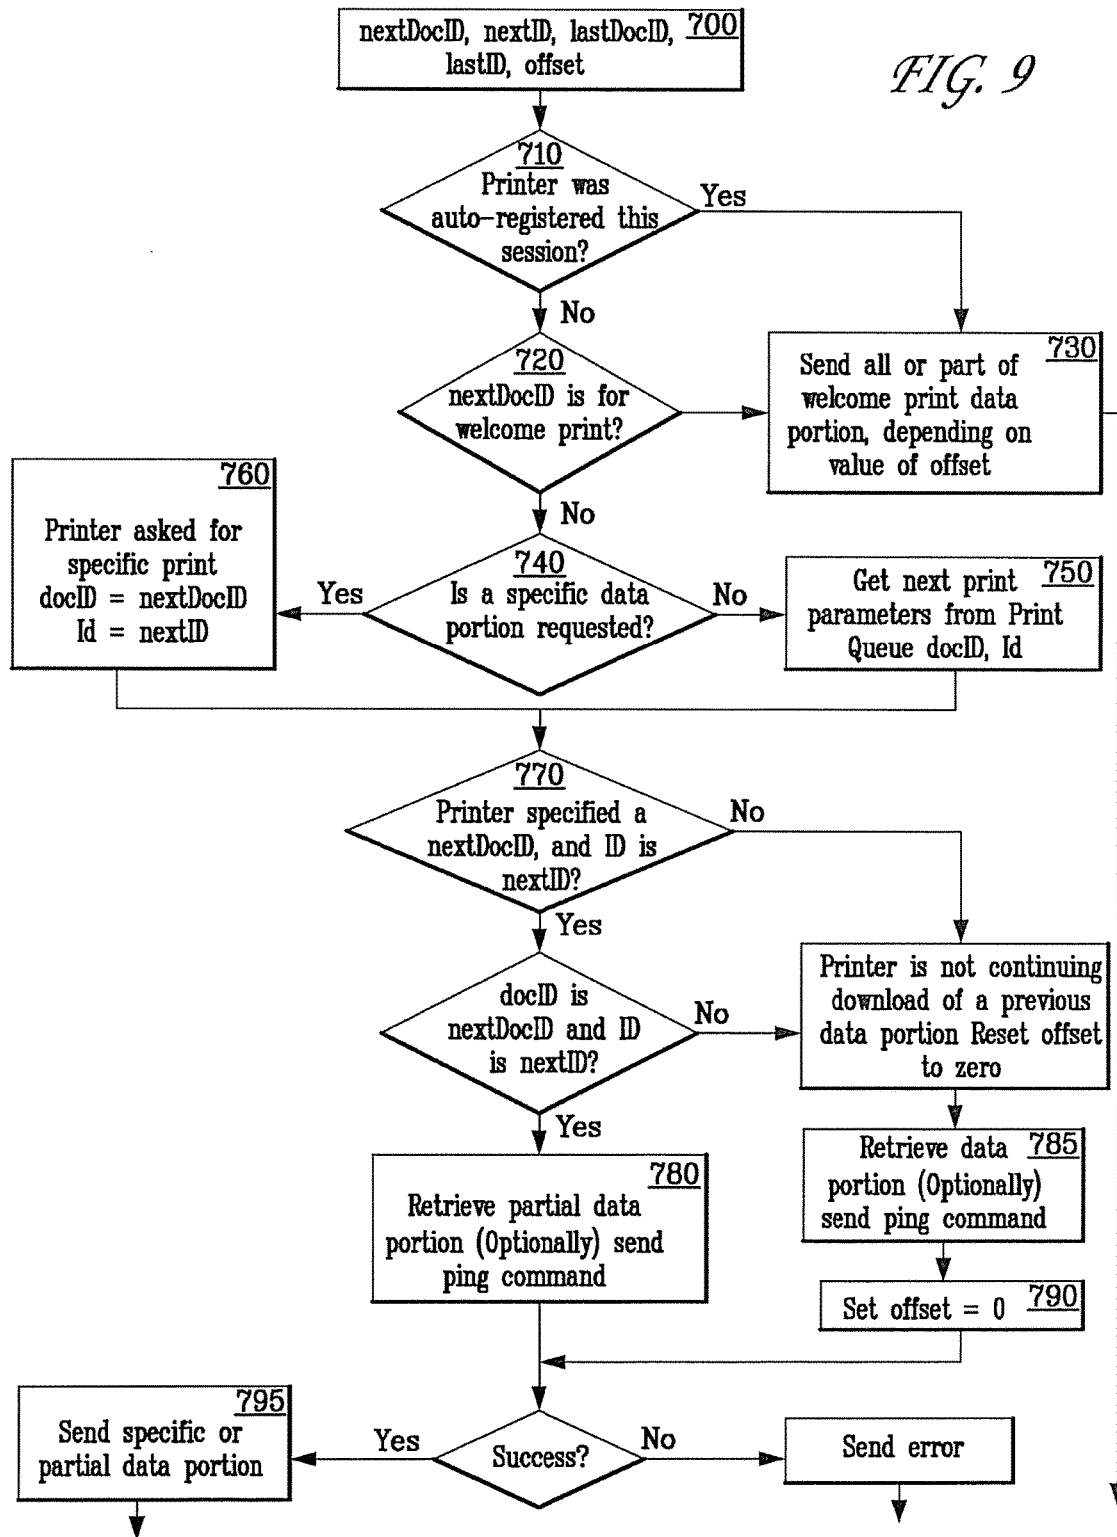 nextDocID, nextID, lastDocID, 700
lastID, offset
FIG. 9
710
Printer was
auto-registered this
session?
Yes
No
720
nextDocID is for
welcome print?
730
Send all or part of
welcome print data
portion, depending on
value of offset
No
760
Printer asked for
specific print
docID = nextDocID
Id = nextID
Yes
740
Is a specific data
portion requested?
No
Get next print 750
parameters from Print
Queue docID, Id
770
Printer specified a
nextDocID, and ID is
nextID?
No
Yes
docID is
nextDocID and ID
is nextID?
No
Printer is not continuing
download of a previous
data portion Reset offset
to zero
Yes
780
Retrieve partial data
portion (Optionally) send
ping command
Retrieve data 785
portion (Optionally)
send ping command
Set offset = 0 790
795
Send specific or
partial data portion
Yes
Success?
No
Send error